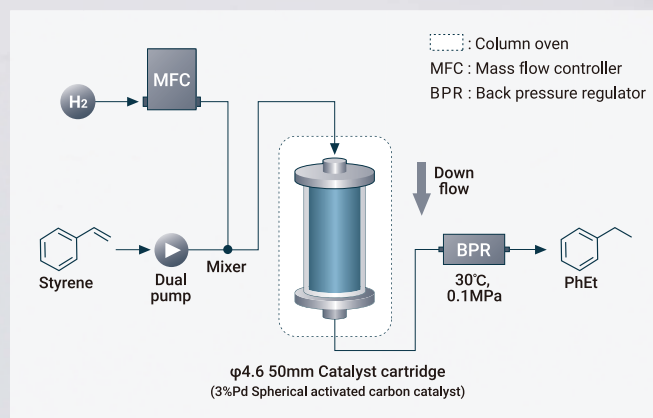 : Column oven
MFC : Mass flow controller
BPR : Back pressure regulator
MFC
H2
Down
flow
Styrene
Dual
pump
Mixer
BPR
30℃,
0.1MPa
PhEt
φ4.6 50mm Catalyst cartridge
(3%Pd Spherical activated carbon catalyst)